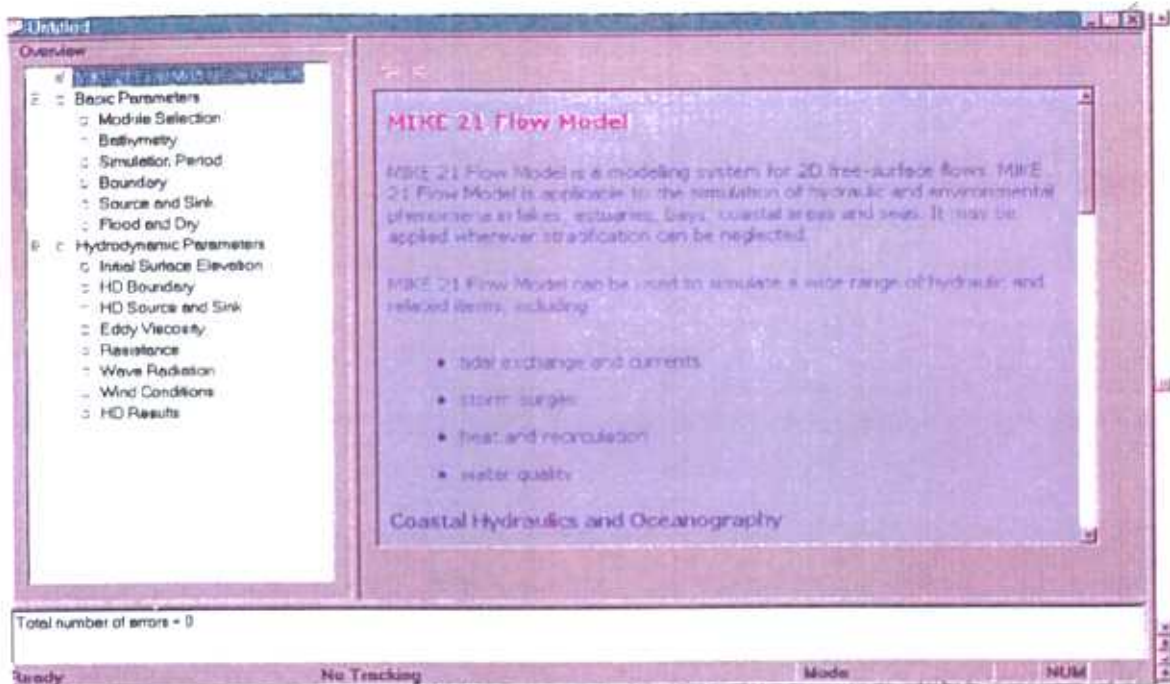 Untitled
Overview
Basic Parameters
Module Selection
Bathymetry
Simulation Period
Boundary
Source and Sink
Flood and Dry
Hydrodynamic Parameters
Initial Surface Elevation
HD Boundary
HD Source and Sink
Eddy Viscosity
Resistance
Wave Radiation
Wind Conditions
HD Results
MIKE 21 Flow Model
MIKE 21 Flow Model is a modeling system for 2D free-surface flows. MIKE
21 Flow Model is applicable to the simulation of hydraulic and environmental
phenomena in lakes, estuaries, bays, coastal areas and seas. It may be
applied wherever stratification can be neglected.
MIKE 21 Flow Model can be used to simulate a wide range of hydraulic and
related items, including
• tidal exchange and currents
• storm surges
• heat and recirculation
• water quality
Coastal Hydraulics and Oceanography
Total number of errors = 0
Ready No Tracking Mode NUM